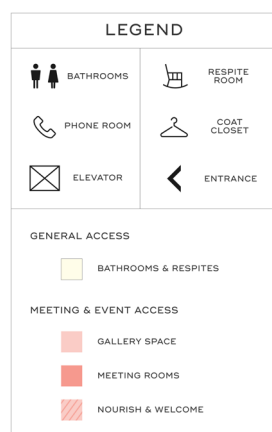 LEGEND
BATHROOMS
RESPITE
ROOM
PHONE ROOM
COAT
CLOSET
ELEVATOR
ENTRANCE
GENERAL ACCESS
BATHROOMS & RESPITES
MEETING & EVENT ACCESS
GALLERY SPACE
MEETING ROOMS
NOURISH & WELCOME